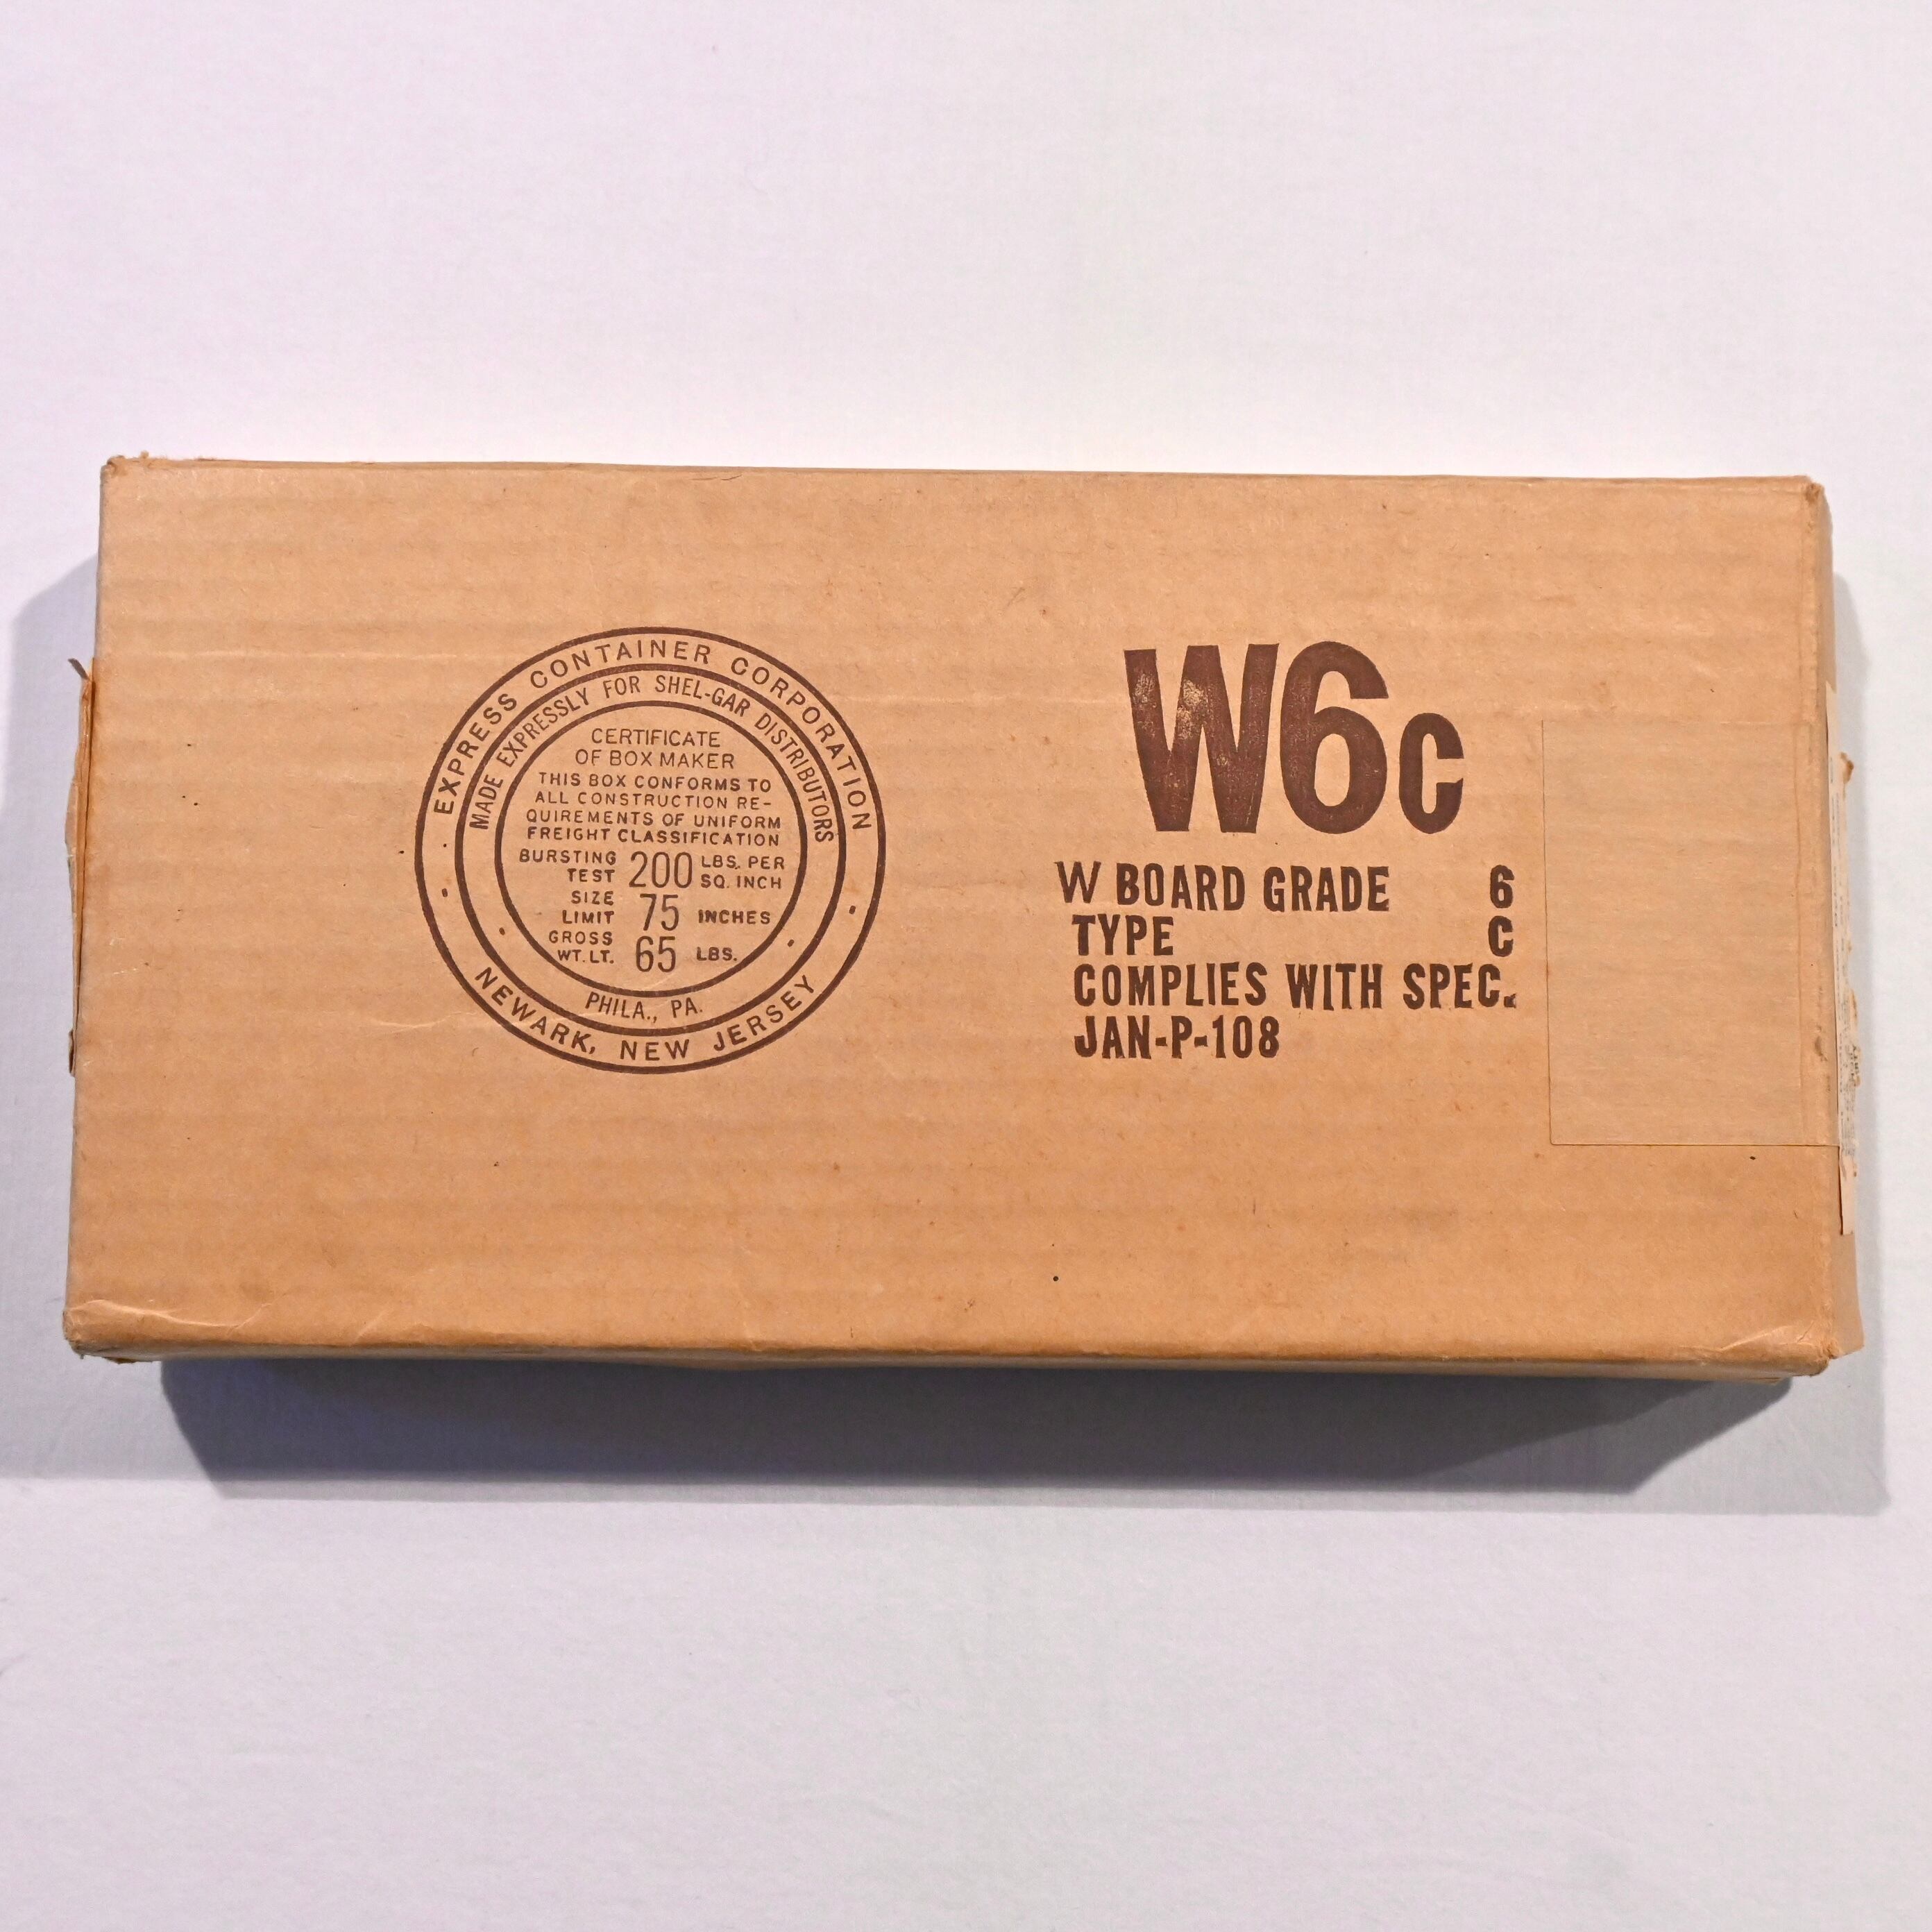 EXPRESS CONTAINER CORPORATION
MADE EXPRESSLY FOR SHEL-GAR DISTRIBUTORS
CERTIFICATE
OF BOX MAKER
THIS BOX CONFORMS TO
ALL CONSTRUCTION RE-
QUIREMENTS OF UNIFORM
FREIGHT CLASSIFICATION
BURSTING TEST 200 LBS. PER SQ. INCH
SIZE LIMIT 75 INCHES
GROSS WT. LT. 65 LBS.
PHILA., PA.
NEWARK, NEW JERSEY
W6c
W BOARD GRADE 6
TYPE C
COMPLIES WITH SPEC.
JAN-P-108